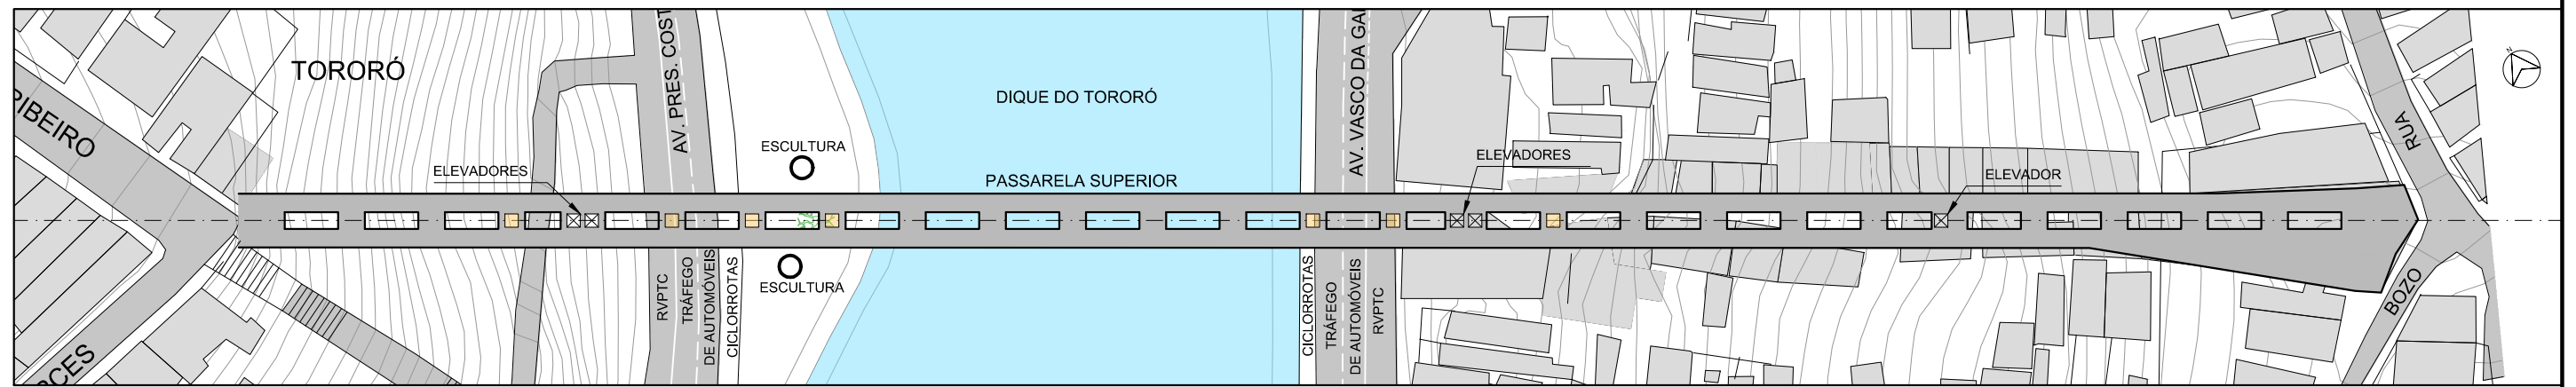 TORORÓ
RIBEIRO
RCES
ELEVADORES
AV. PRES. COST
RVPTC
TRÁFEGO
DE AUTOMÓVEIS
CICLORROTAS
ESCULTURA
ESCULTURA
DIQUE DO TORORÓ
PASSARELA SUPERIOR
AV. VASCO DA GA
CICLORROTAS
TRÁFEGO
DE AUTOMÓVEIS
RVPTC
ELEVADORES
ELEVADOR
RUA
BOZO
N